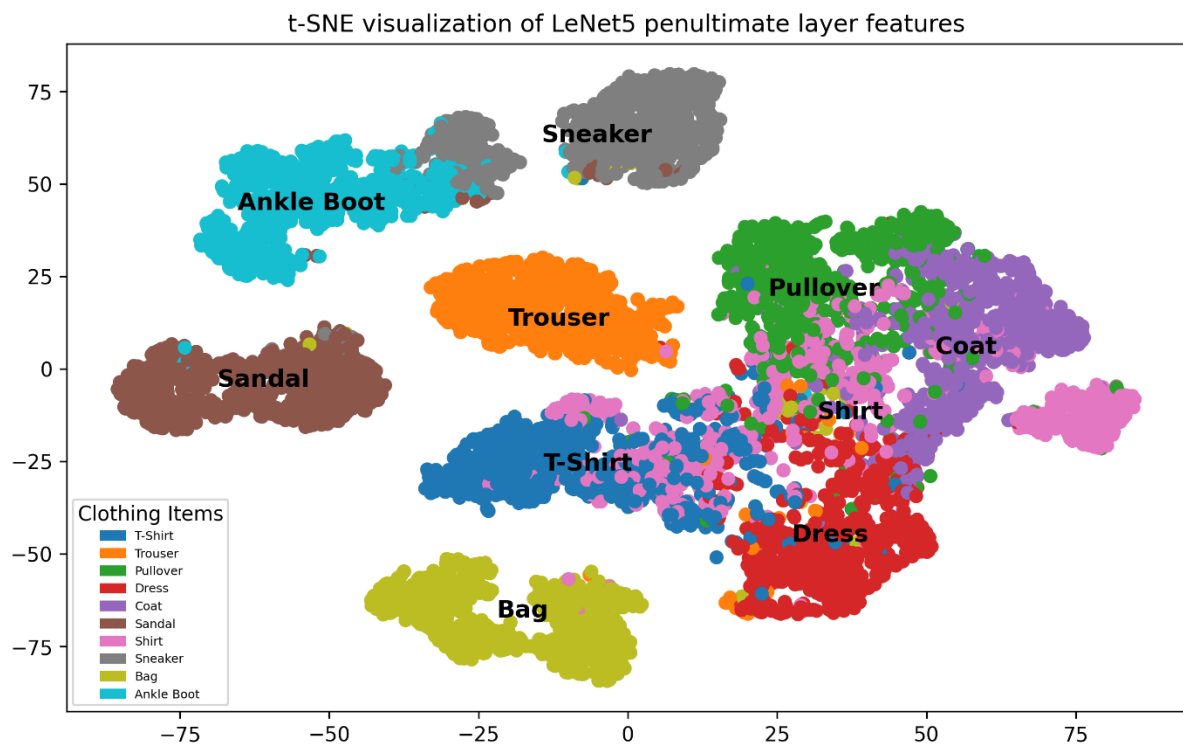 t-SNE visualization of LeNet5 penultimate layer features
75
50
25
0
−25
−50
−75
Sneaker
Ankle Boot
Pullover
Trouser
Coat
Sandal
Shirt
T-Shirt
Dress
Bag
Clothing Items
T-Shirt
Trouser
Pullover
Dress
Coat
Sandal
Shirt
Sneaker
Bag
Ankle Boot
−75
−50
−25
0
25
50
75